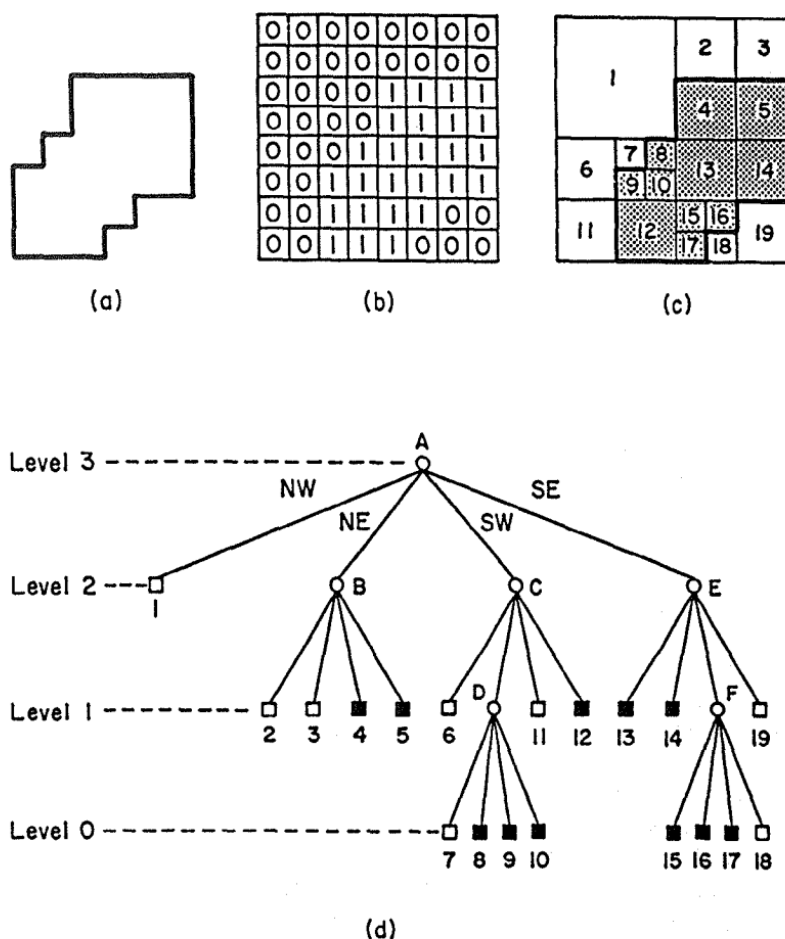 0 0 0 0 0 0 0 0
0 0 0 0 0 0 0 0
0 0 0 0 1 1 1 1
0 0 0 0 1 1 1 1
0 0 0 1 1 1 1 1
0 0 1 1 1 1 1 1
0 0 1 1 1 1 0 0
0 0 1 1 1 0 0 0
1 2 3
4 5
6 7 8 13 14
9 10
11 12 15 16 19
17 18
(a) (b) (c)
A
Level 3
NW NE SW SE
Level 2 B C E
1
Level 1 D F
2 3 4 5 6 11 12 13 14 19
Level 0
7 8 9 10 15 16 17 18
(d)